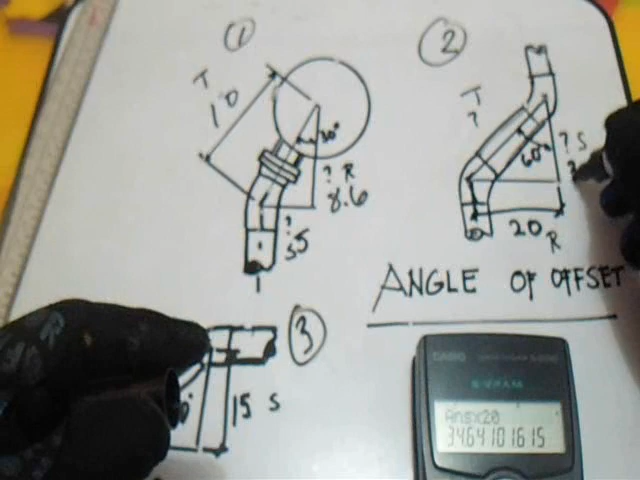 ①
T
10
30°
? R
8.6
?
S 5
②
T
?
60°
? S
20
R
ANGLE OF OFFSET
③
15 S
CASIO
S-V.P.A.M.
Ans×20
34.64101615